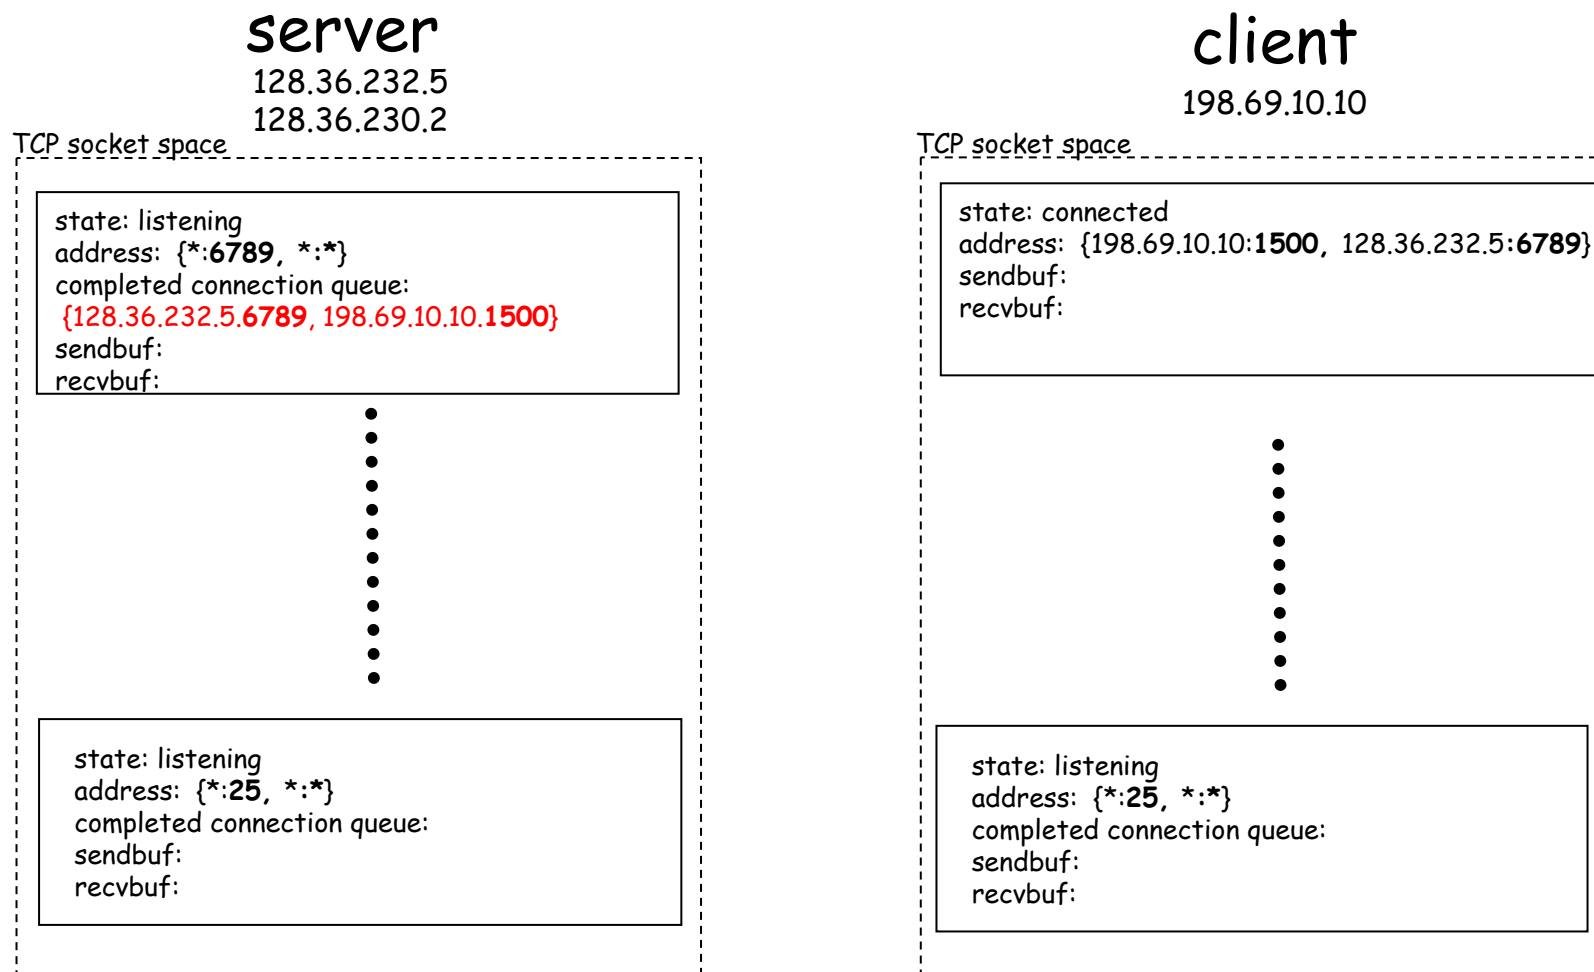 server
128.36.232.5
128.36.230.2
TCP socket space
state: listening
address: {*:6789, *:*}
completed connection queue:
{128.36.232.5.6789, 198.69.10.10.1500}
sendbuf:
recvbuf:
state: listening
address: {*:25, *:*}
completed connection queue:
sendbuf:
recvbuf:
client
198.69.10.10
TCP socket space
state: connected
address: {198.69.10.10:1500, 128.36.232.5:6789}
sendbuf:
recvbuf:
state: listening
address: {*:25, *:*}
completed connection queue:
sendbuf:
recvbuf: